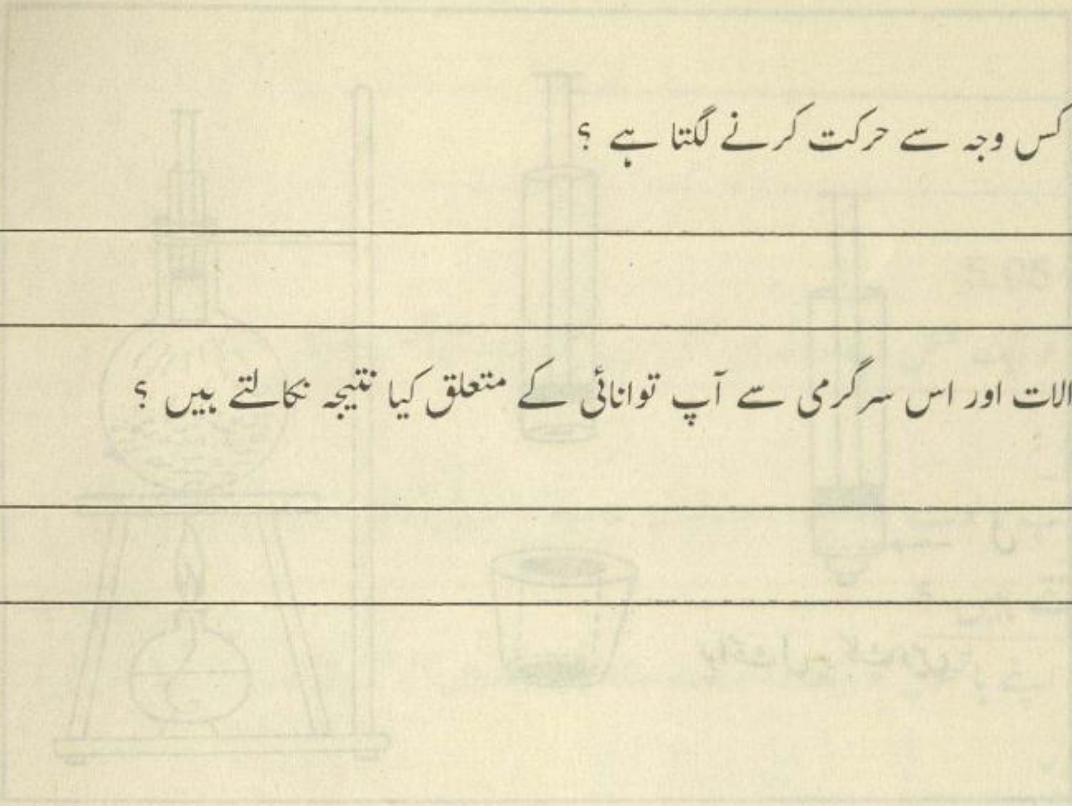 کس وجہ سے حرکت کرنے لگتا ہے ؟
الات اور اس سرگرمی سے آپ توانائی کے متعلق کیا نتیجہ نکالتے ہیں ؟